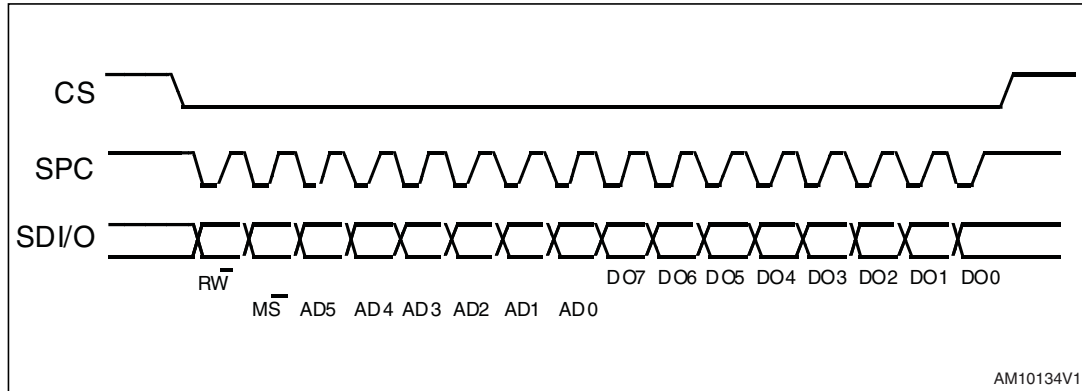 CS
SPC
SDI/O
RW
DO7 DO6 DO5 DO4 DO3 DO2 DO1 DO0
MS AD5 AD4 AD3 AD2 AD1 AD0
AM10134V1